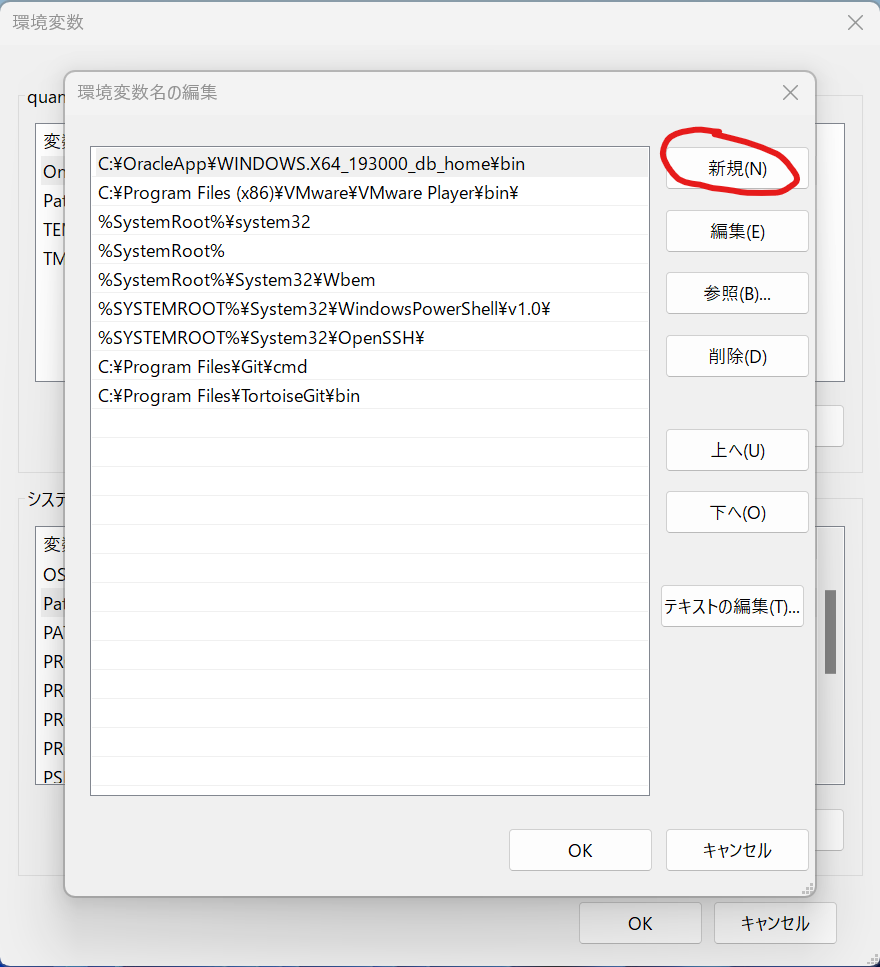 環境変数
環境変数名の編集
C:¥OracleApp¥WINDOWS.X64_193000_db_home¥bin
C:¥Program Files (x86)¥VMware¥VMware Player¥bin¥
%SystemRoot%¥system32
%SystemRoot%
%SystemRoot%¥System32¥Wbem
%SYSTEMROOT%¥System32¥WindowsPowerShell¥v1.0¥
%SYSTEMROOT%¥System32¥OpenSSH¥
C:¥Program Files¥Git¥cmd
C:¥Program Files¥TortoiseGit¥bin
新規(N)
編集(E)
参照(B)...
削除(D)
上へ(U)
下へ(O)
テキストの編集(T)...
OK
キャンセル
OK
キャンセル